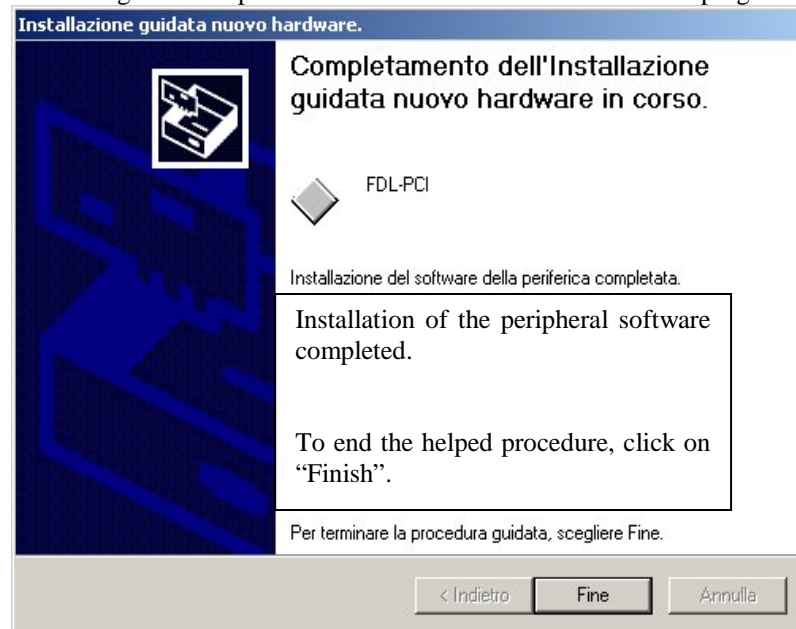 Installazione guidata nuovo hardware.
Completamento dell'Installazione
guidata nuovo hardware in corso.
FDL-PCI
Installazione del software della periferica completata.
Installation of the peripheral software
completed.
To end the helped procedure, click on
“Finish”.
Per terminare la procedura guidata, scegliere Fine.
< Indietro
Fine
Annulla